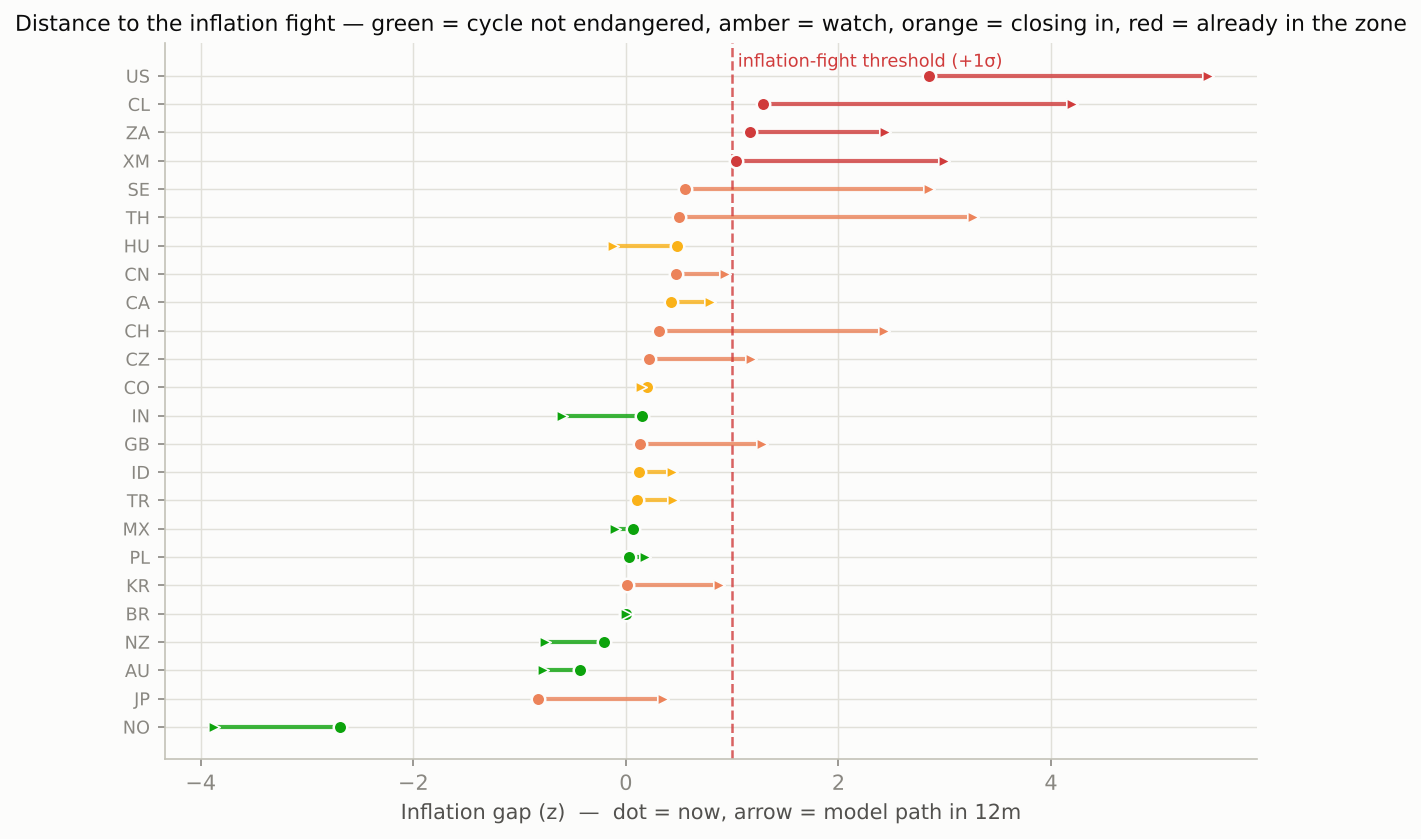 Distance to the inflation fight — green = cycle not endangered, amber = watch, orange = closing in, red = already in the zone
inflation-fight threshold (+1σ)
US
CL
ZA
XM
SE
TH
HU
CN
CA
CH
CZ
CO
IN
GB
ID
TR
MX
PL
KR
BR
NZ
AU
JP
NO
−4 −2 0 2 4
Inflation gap (z) — dot = now, arrow = model path in 12m